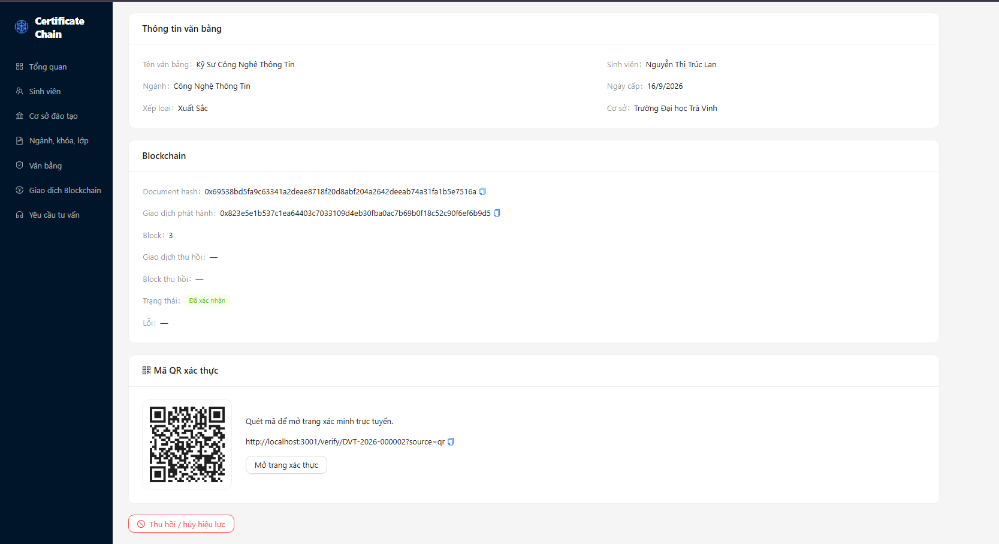 Certificate
Chain
Tổng quan
Sinh viên
Cơ sở đào tạo
Ngành, khóa, lớp
Văn bằng
Giao dịch Blockchain
Yêu cầu tư vấn
Thông tin văn bằng
Tên văn bằng: Kỹ Sư Công Nghệ Thông Tin
Sinh viên: Nguyễn Thị Trúc Lan
Ngành: Công Nghệ Thông Tin
Ngày cấp: 16/9/2026
Xếp loại: Xuất Sắc
Cơ sở: Trường Đại học Trà Vinh
Blockchain
Document hash: 0x69538bd5fa9c63341a2deae8718f20d8abf204a2642deeab74a31fa1b5e7516a
Giao dịch phát hành: 0x823e5e1b537c1ea64403c7033109d4eb30fba0ac7b69b0f18c52c90f6ef6b9d5
Block: 3
Giao dịch thu hồi: —
Block thu hồi: —
Trạng thái: Đã xác nhận
Lỗi: —
Mã QR xác thực
Quét mã để mở trang xác minh trực tuyến.
http://localhost:3001/verify/DVT-2026-000002?source=qr
Mở trang xác thực
Thu hồi / hủy hiệu lực